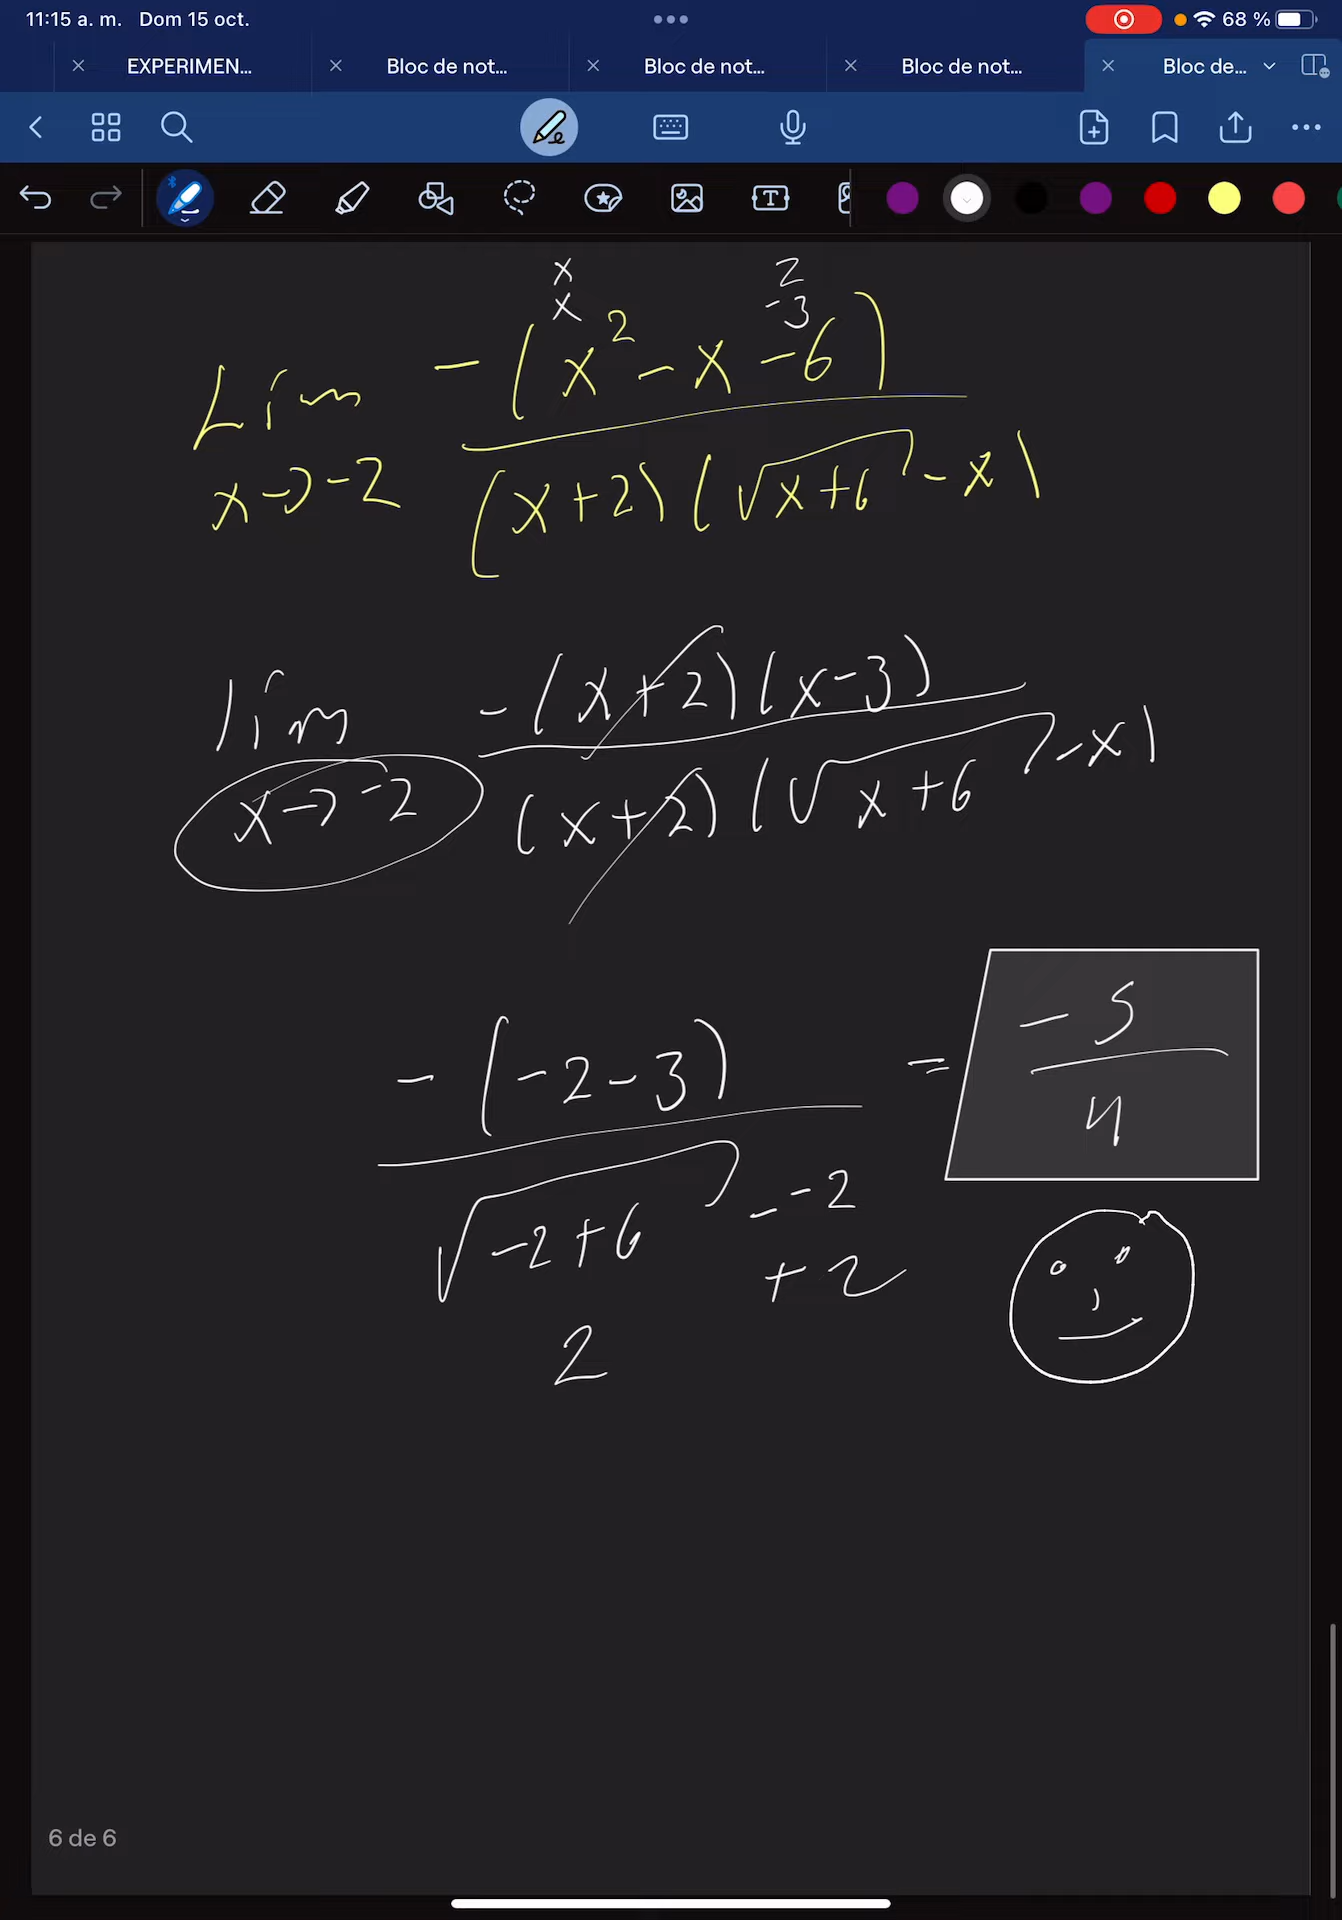 11:15 a. m. Dom 15 oct. 68 %
EXPERIMEN... Bloc de not... Bloc de not... Bloc de not... Bloc de...
x 2
x -3
Lím -(x² - x - 6)
x→-2 (x+2)(√x+6 - x)
lím -(x+2)(x-3)
x→-2 (x+2)(√x+6 - x)
-(-2-3) = -5
√-2+6 - -2 4
+2
2
6 de 6